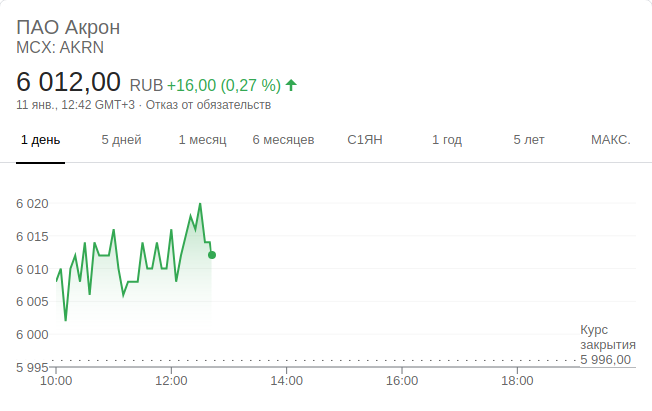 ПАО Акрон
MCX: AKRN
6 012,00 RUB +16,00 (0,27 %)
11 янв., 12:42 GMT+3 · Отказ от обязательств
1 день 5 дней 1 месяц 6 месяцев С1ЯН 1 год 5 лет МАКС.
6 020
6 015
6 010
6 005
6 000
5 995
Курс
закрытия
5 996,00
10:00 12:00 14:00 16:00 18:00